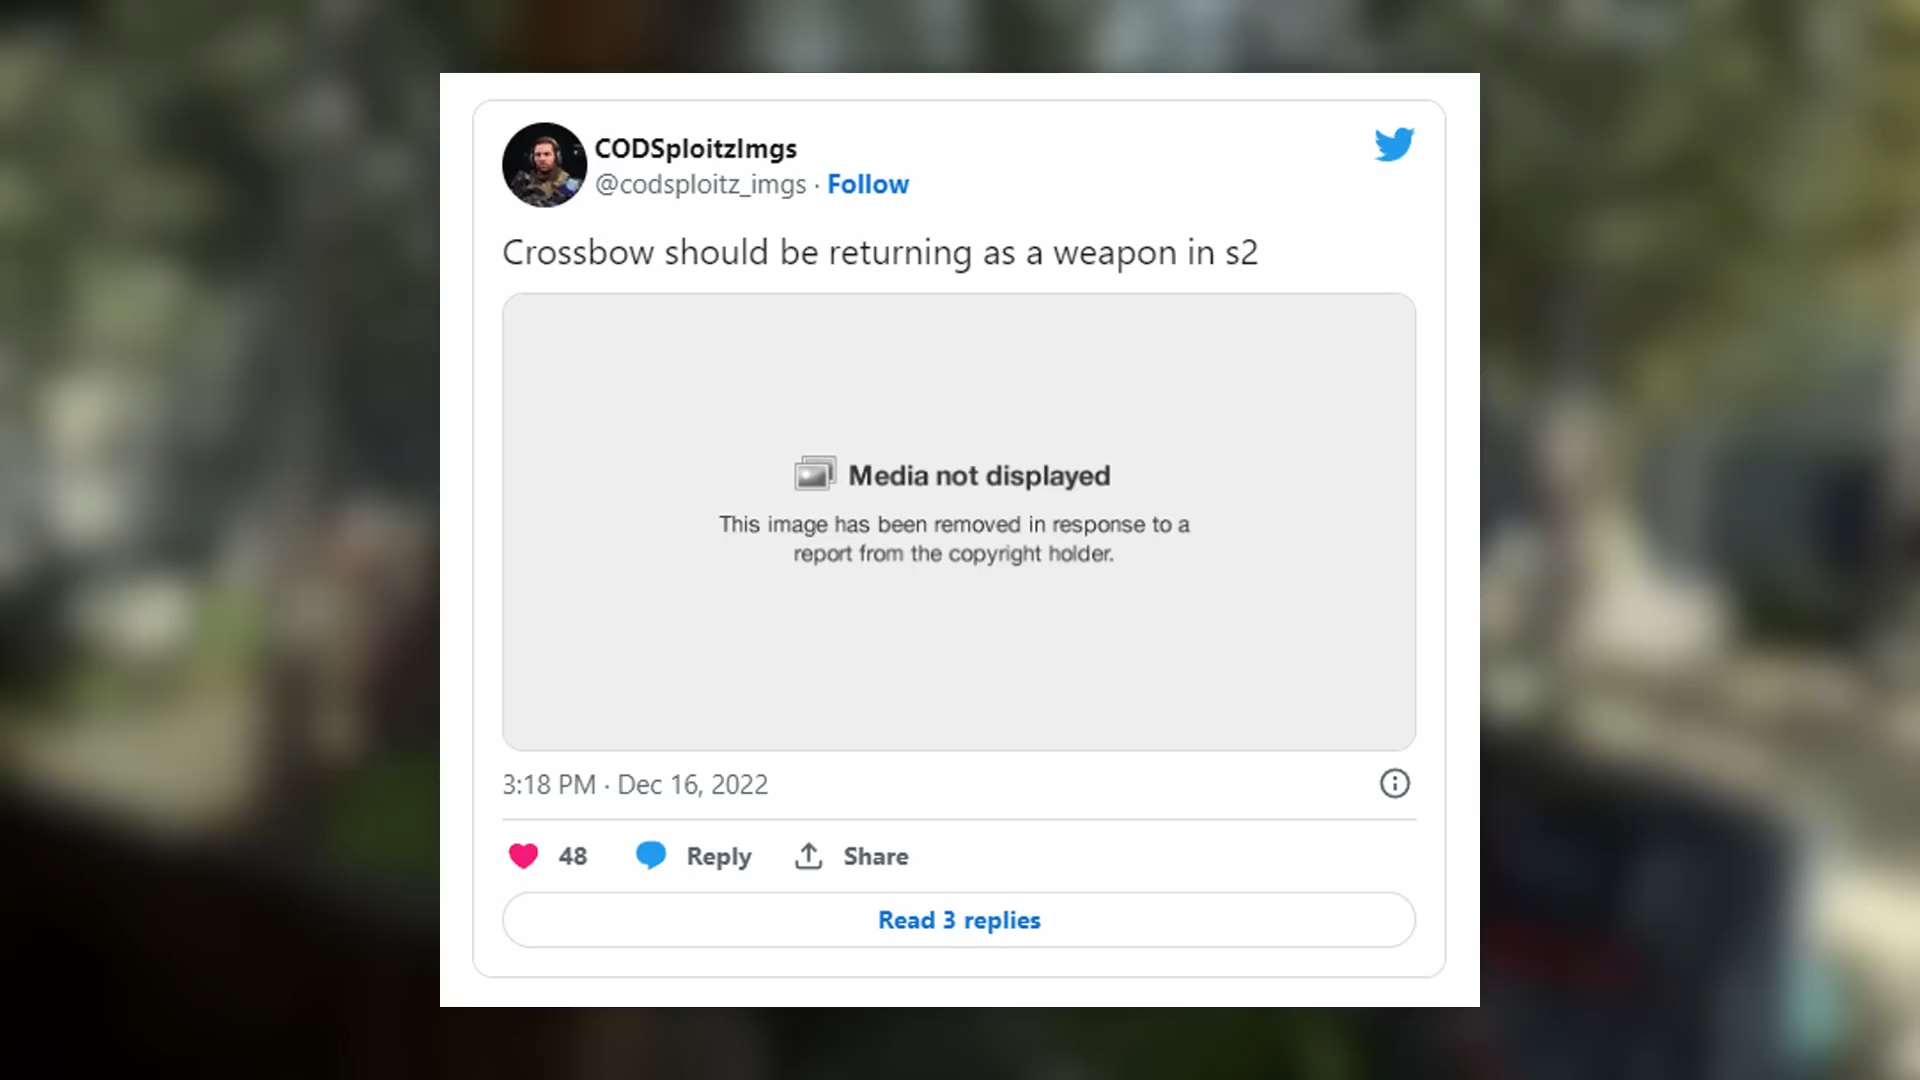 CODSploitzImgs
@codsploitz_imgs · Follow
Crossbow should be returning as a weapon in s2
Media not displayed
This image has been removed in response to a
report from the copyright holder.
3:18 PM · Dec 16, 2022
48 Reply Share
Read 3 replies